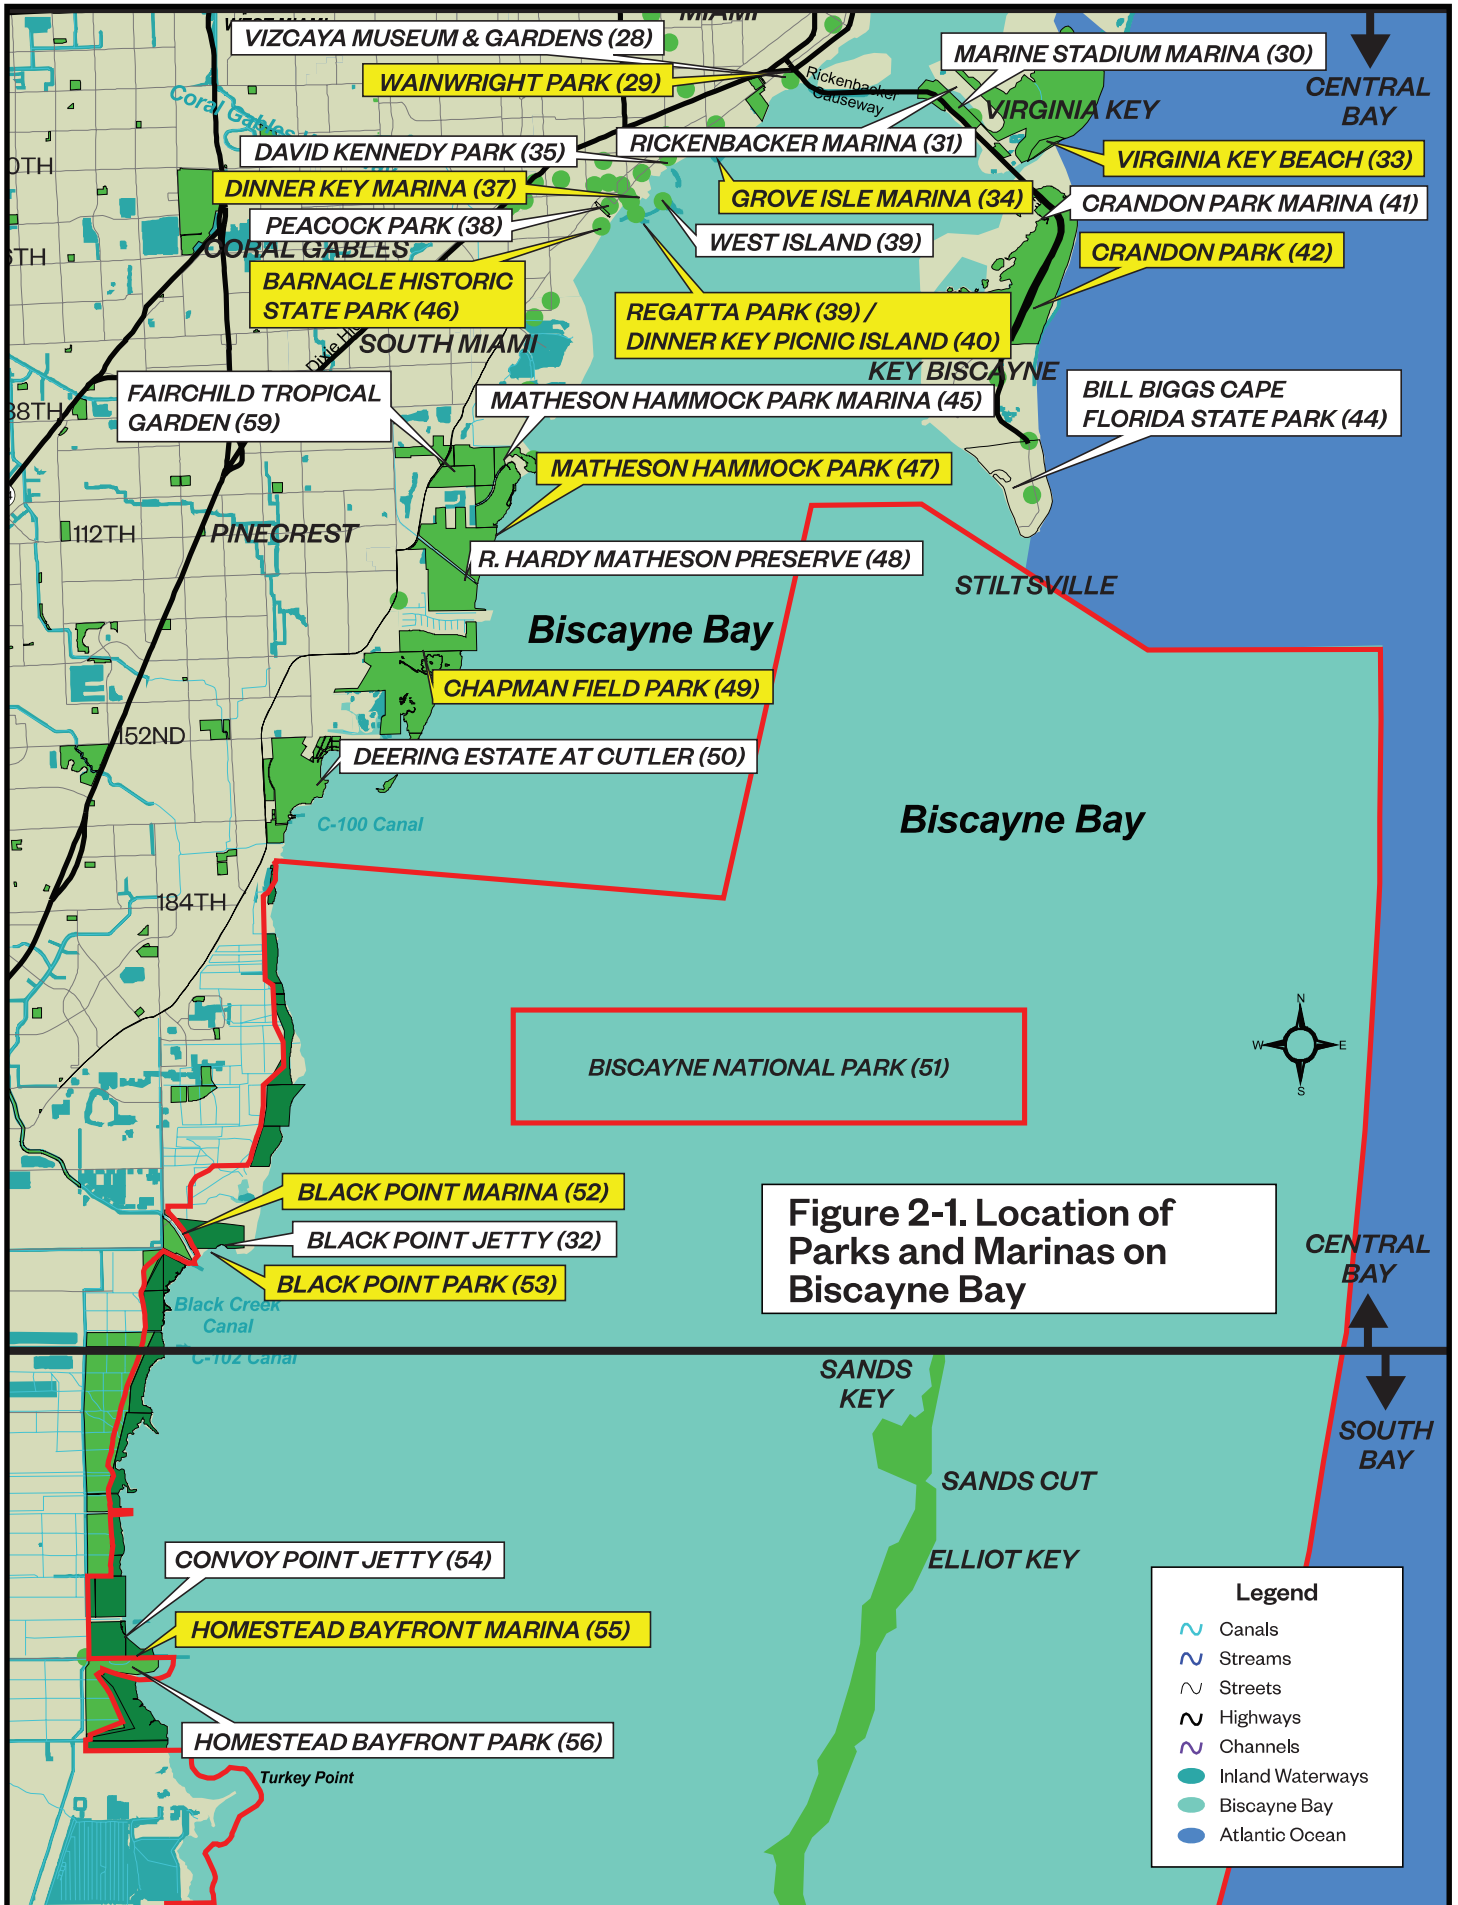 MIAMI
WEST MIAMI
VIZCAYA MUSEUM & GARDENS (28)
MARINE STADIUM MARINA (30)
WAINWRIGHT PARK (29)
Rickenbacker
Causeway
CENTRAL
BAY
Coral Gables
VIRGINIA KEY
RICKENBACKER MARINA (31)
DAVID KENNEDY PARK (35)
VIRGINIA KEY BEACH (33)
DINNER KEY MARINA (37)
GROVE ISLE MARINA (34)
CRANDON PARK MARINA (41)
PEACOCK PARK (38)
WEST ISLAND (39)
CORAL GABLES
CRANDON PARK (42)
BARNACLE HISTORIC
STATE PARK (46)
REGATTA PARK (39) /
DINNER KEY PICNIC ISLAND (40)
Dixie
SOUTH MIAMI
KEY BISCAYNE
FAIRCHILD TROPICAL
GARDEN (59)
MATHESON HAMMOCK PARK MARINA (45)
BILL BIGGS CAPE
FLORIDA STATE PARK (44)
88TH
MATHESON HAMMOCK PARK (47)
112TH
PINECREST
R. HARDY MATHESON PRESERVE (48)
STILTSVILLE
Biscayne Bay
CHAPMAN FIELD PARK (49)
152ND
DEERING ESTATE AT CUTLER (50)
Biscayne Bay
C-100 Canal
184TH
BISCAYNE NATIONAL PARK (51)
N
W
E
S
BLACK POINT MARINA (52)
BLACK POINT JETTY (32)
BLACK POINT PARK (53)
Figure 2-1. Location of
Parks and Marinas on
Biscayne Bay
CENTRAL
BAY
Black Creek
Canal
C-102 Canal
SANDS
KEY
SOUTH
BAY
SANDS CUT
ELLIOT KEY
CONVOY POINT JETTY (54)
HOMESTEAD BAYFRONT MARINA (55)
HOMESTEAD BAYFRONT PARK (56)
Turkey Point
Legend
Canals
Streams
Streets
Highways
Channels
Inland Waterways
Biscayne Bay
Atlantic Ocean